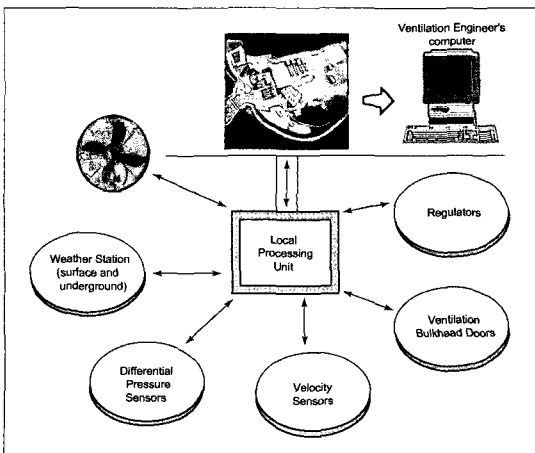 Ventilation Engineer's
computer
Local
Processing
Unit
Regulators
Weather Station
(surface and
underground)
Ventilation
Bulkhead Doors
Differential
Pressure
Sensors
Velocity
Sensors